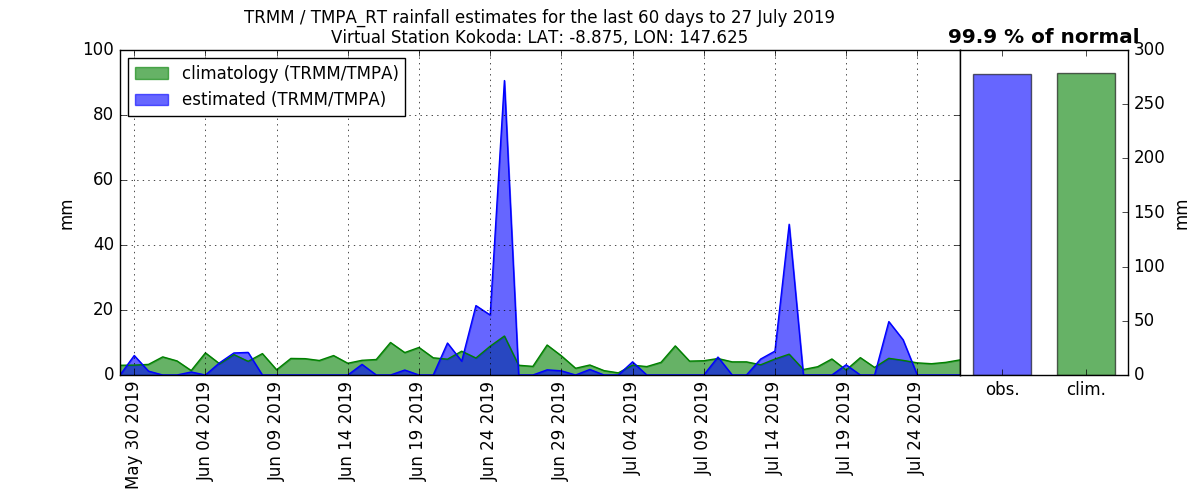 TRMM / TMPA_RT rainfall estimates for the last 60 days to 27 July 2019
Virtual Station Kokoda: LAT: -8.875, LON: 147.625
99.9 % of normal
climatology (TRMM/TMPA)
estimated (TRMM/TMPA)
100
80
60
40
20
0
mm
May 30 2019
Jun 04 2019
Jun 09 2019
Jun 14 2019
Jun 19 2019
Jun 24 2019
Jun 29 2019
Jul 04 2019
Jul 09 2019
Jul 14 2019
Jul 19 2019
Jul 24 2019
300
250
200
150
100
50
0
mm
obs.
clim.